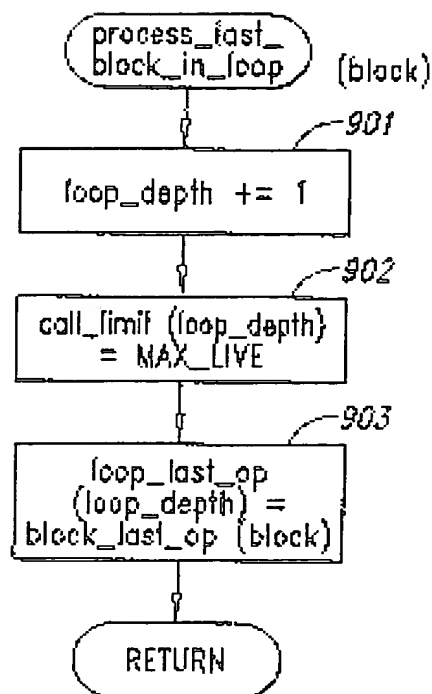 process_last_
block_in_loop (block)
901
loop_depth += 1
902
call_limit (loop_depth)
= MAX_LIVE
903
loop_last_op
(loop_depth) =
block_last_op (block)
RETURN